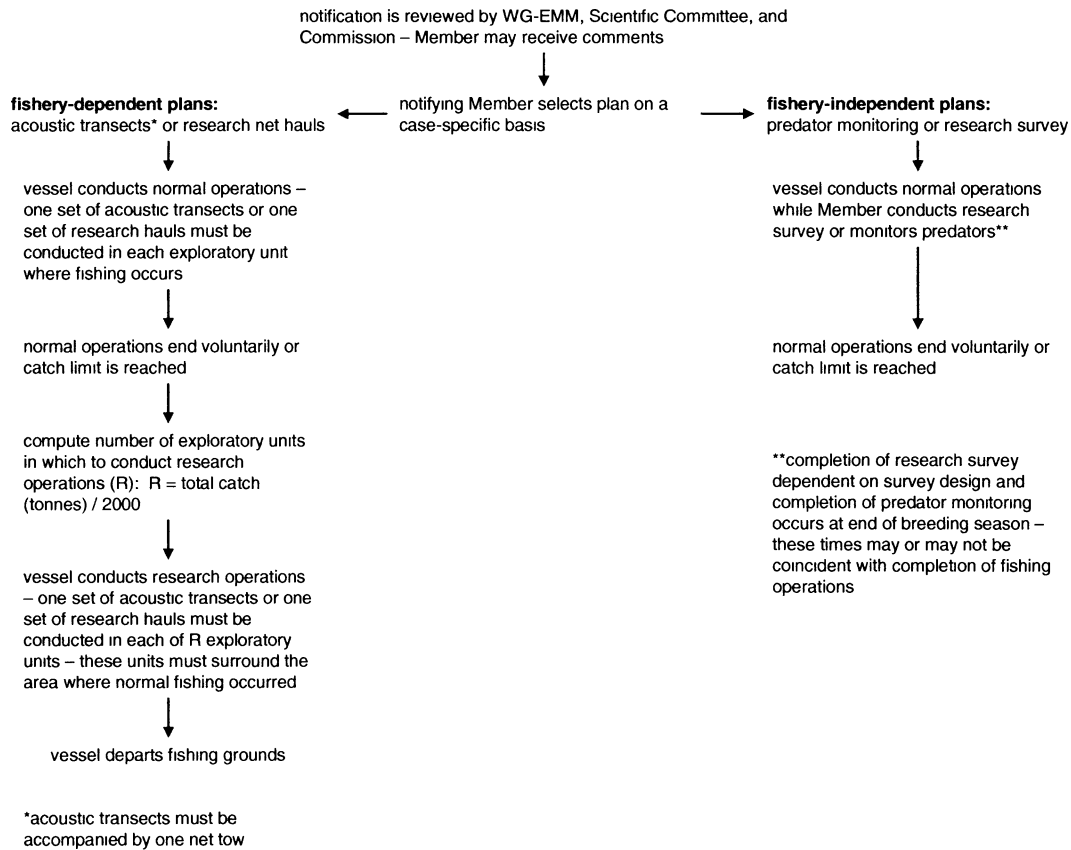 notification is reviewed by WG-EMM, Scientific Committee, and
Commission – Member may receive comments
fishery-dependent plans:
acoustic transects* or research net hauls
notifying Member selects plan on a
case-specific basis
fishery-independent plans:
predator monitoring or research survey
vessel conducts normal operations –
one set of acoustic transects or one
set of research hauls must be
conducted in each exploratory unit
where fishing occurs
vessel conducts normal operations
while Member conducts research
survey or monitors predators**
normal operations end voluntarily or
catch limit is reached
normal operations end voluntarily or
catch limit is reached
compute number of exploratory units
in which to conduct research
operations (R): R = total catch
(tonnes) / 2000
**completion of research survey
dependent on survey design and
completion of predator monitoring
occurs at end of breeding season –
these times may or may not be
coincident with completion of fishing
operations
vessel conducts research operations
– one set of acoustic transects or one
set of research hauls must be
conducted in each of R exploratory
units – these units must surround the
area where normal fishing occurred
vessel departs fishing grounds
*acoustic transects must be
accompanied by one net tow